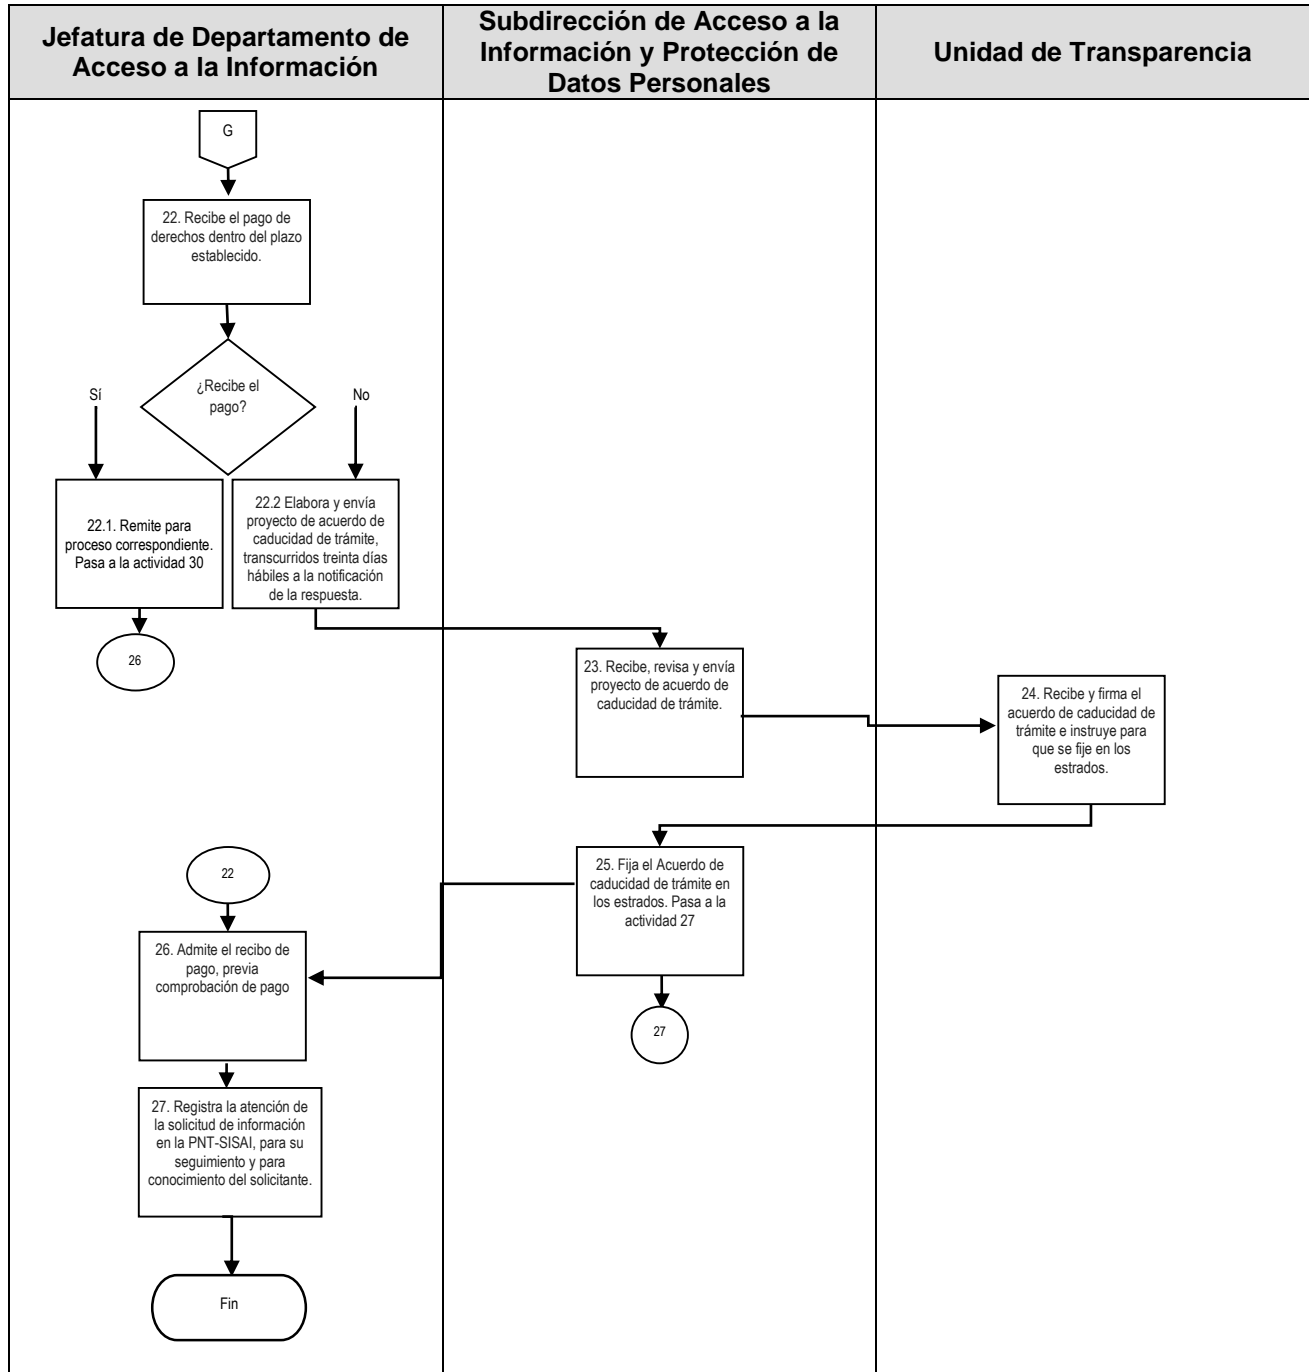 Jefatura de Departamento de
Acceso a la Información
Subdirección de Acceso a la
Información y Protección de
Datos Personales
Unidad de Transparencia
G
22. Recibe el pago de
derechos dentro del plazo
establecido.
¿Recibe el
pago?
Sí
No
22.1. Remite para
proceso correspondiente.
Pasa a la actividad 30
22.2 Elabora y envía
proyecto de acuerdo de
caducidad de trámite,
transcurridos treinta días
hábiles a la notificación
de la respuesta.
26
23. Recibe, revisa y envía
proyecto de acuerdo de
caducidad de trámite.
24. Recibe y firma el
acuerdo de caducidad de
trámite e instruye para
que se fije en los
estrados.
25. Fija el Acuerdo de
caducidad de trámite en
los estrados. Pasa a la
actividad 27
27
22
26. Admite el recibo de
pago, previa
comprobación de pago
27. Registra la atención de
la solicitud de información
en la PNT-SISAI, para su
seguimiento y para
conocimiento del solicitante.
Fin